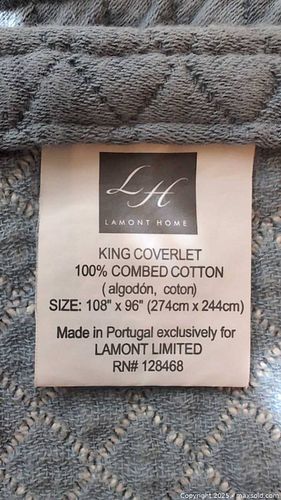 LH
LAMONT HOME
KING COVERLET
100% COMBED COTTON
(algodón, coton)
SIZE: 108" x 96" (274cm x 244cm)
Made in Portugal exclusively for
LAMONT LIMITED
RN# 128468
Copyright 2025 • maxsold.com